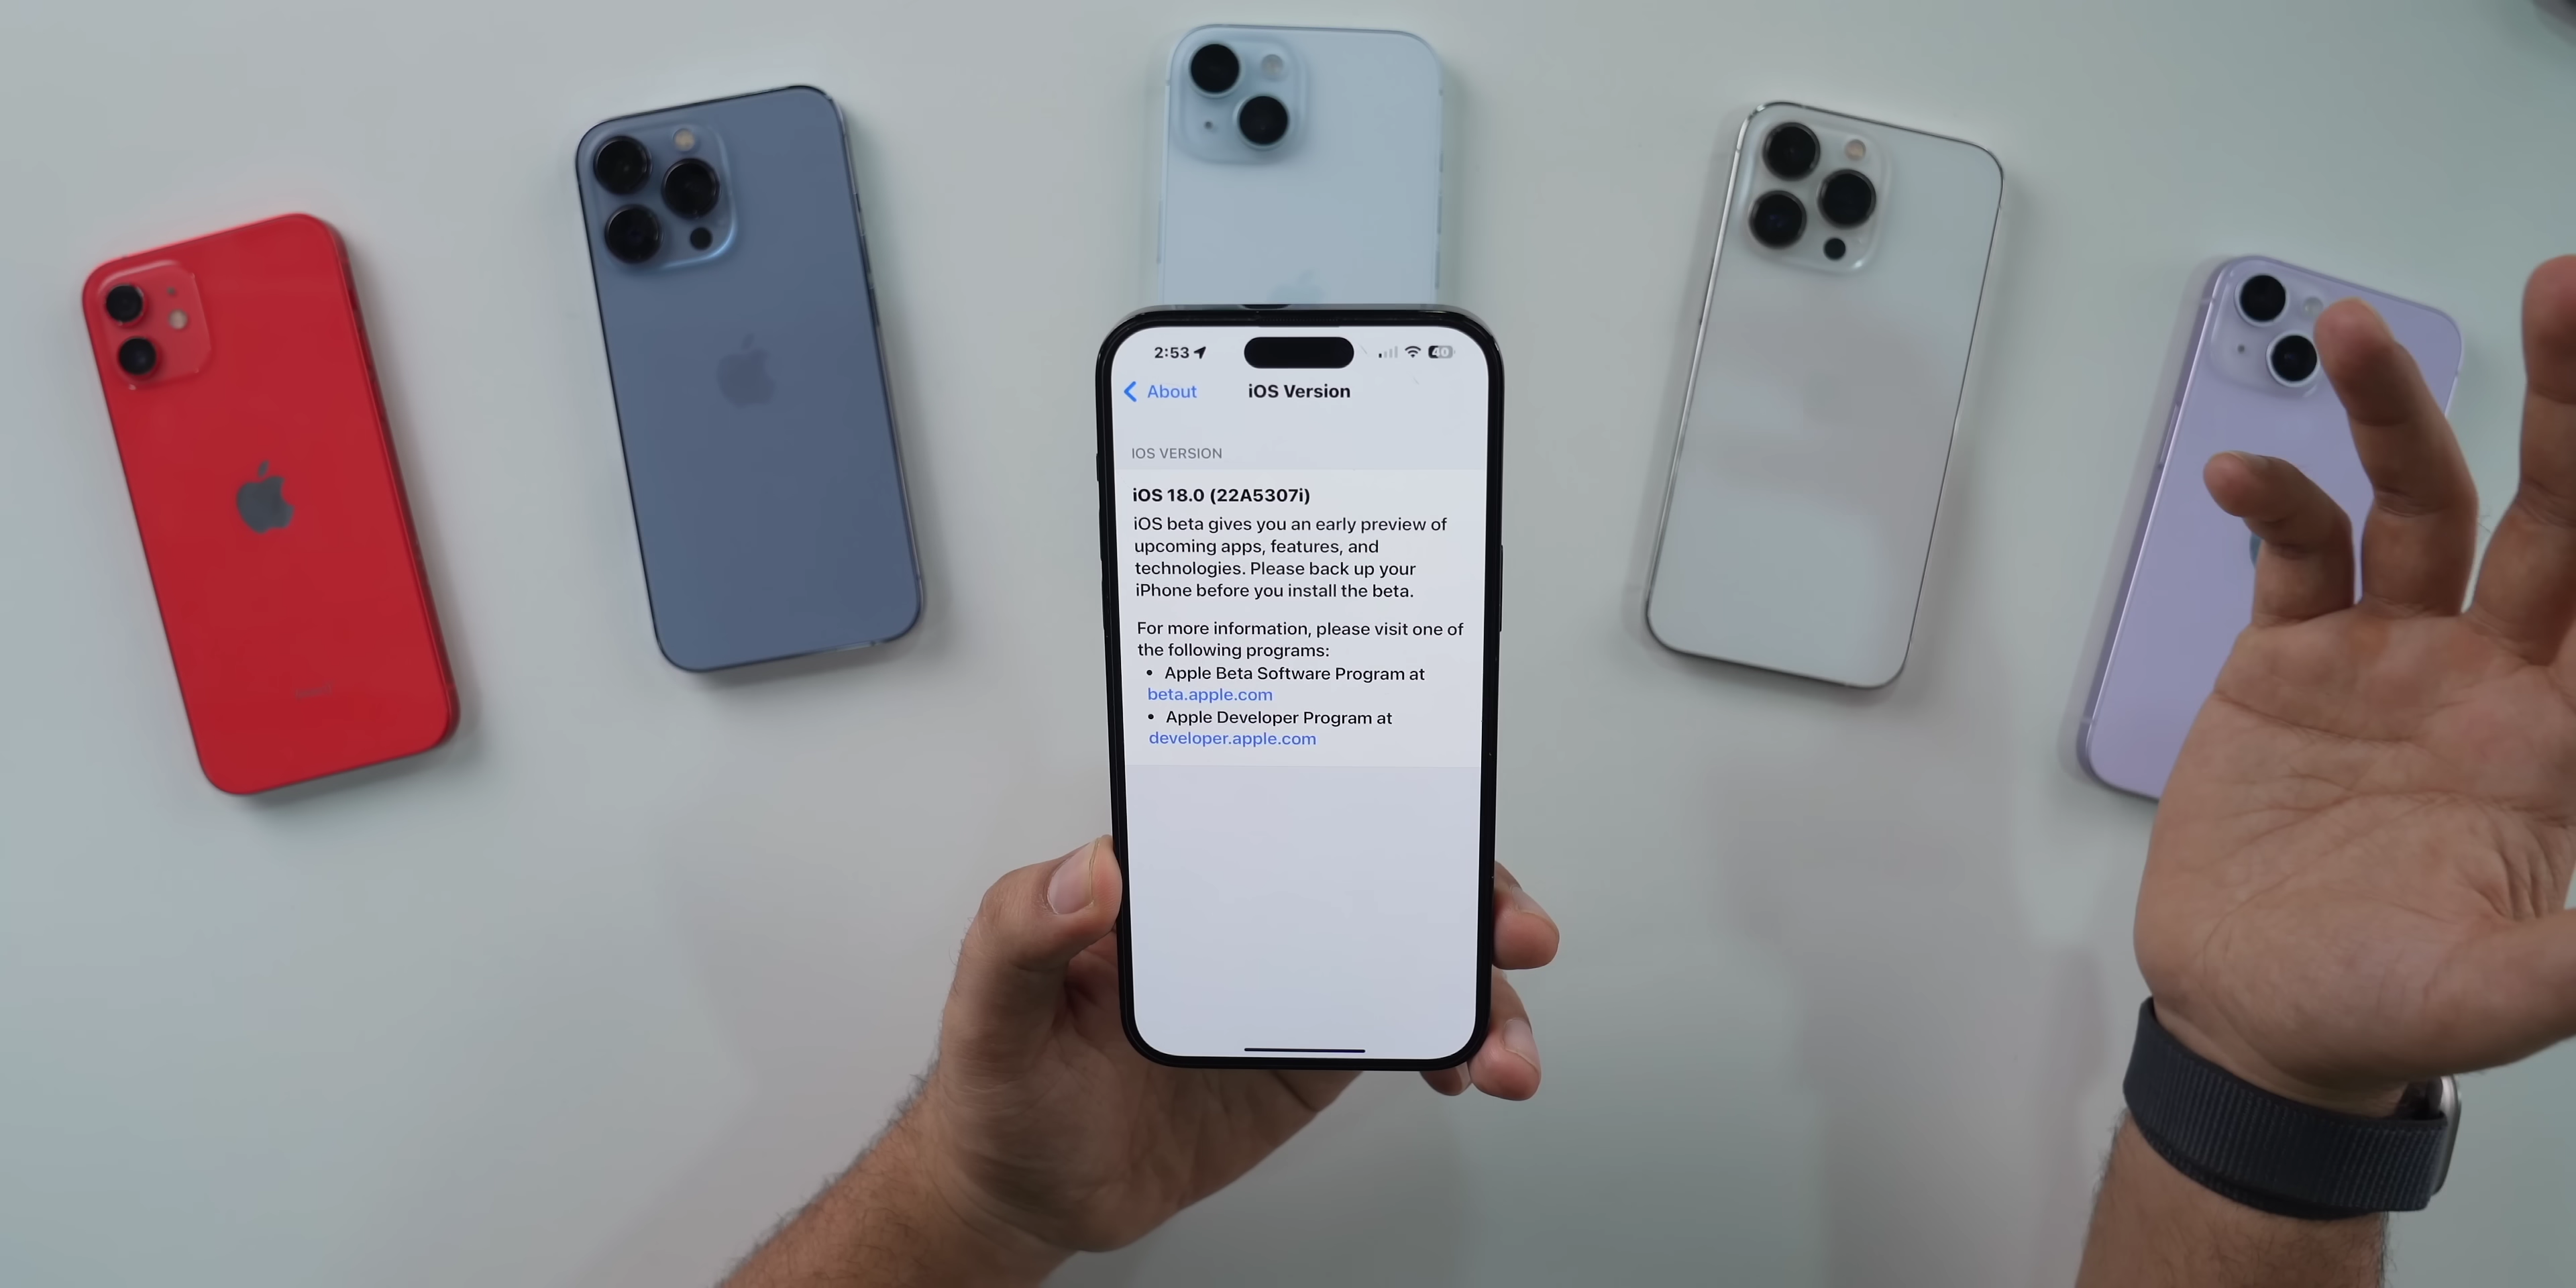 2:53
40
About
iOS Version
IOS VERSION
iOS 18.0 (22A5307i)
iOS beta gives you an early preview of
upcoming apps, features, and
technologies. Please back up your
iPhone before you install the beta.
For more information, please visit one of
the following programs:
• Apple Beta Software Program at
beta.apple.com
• Apple Developer Program at
developer.apple.com